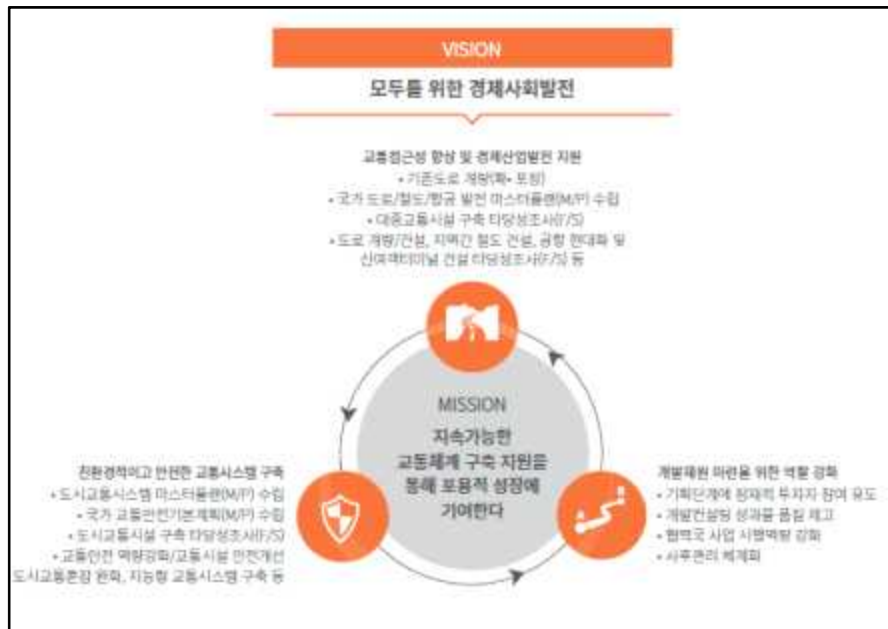 VISION
모두를 위한 경제사회발전
교통접근성 향상 및 경제산업발전 지원
• 기존도로 개량(확• 포장)
• 국가 도로/철도/항공 발전 마스터플랜(M/P) 수립
• 대중교통시설 구축 타당성조사(F/S)
• 도로 개량/건설, 지역간 철도 건설, 공항 현대화 및
신여객터미널 건설 타당성조사(F/S) 등
MISSION
지속가능한
교통체계 구축 지원을
통해 포용적 성장에
기여한다
친환경적이고 안전한 교통시스템 구축
• 도시교통시스템 마스터플랜(M/P) 수립
• 국가 교통안전기본계획(M/P) 수립
• 도시교통시설 구축 타당성조사(F/S)
• 교통안전 역량강화/교통시설 안전개선
도시교통혼잡 완화, 지능형 교통시스템 구축 등
개발재원 마련을 위한 역할 강화
• 기획단계에 잠재적 투자자 참여 유도
• 개발컨설팅 성과물 품질 제고
• 협력국 사업 시행역량 강화
• 사후관리 체계화